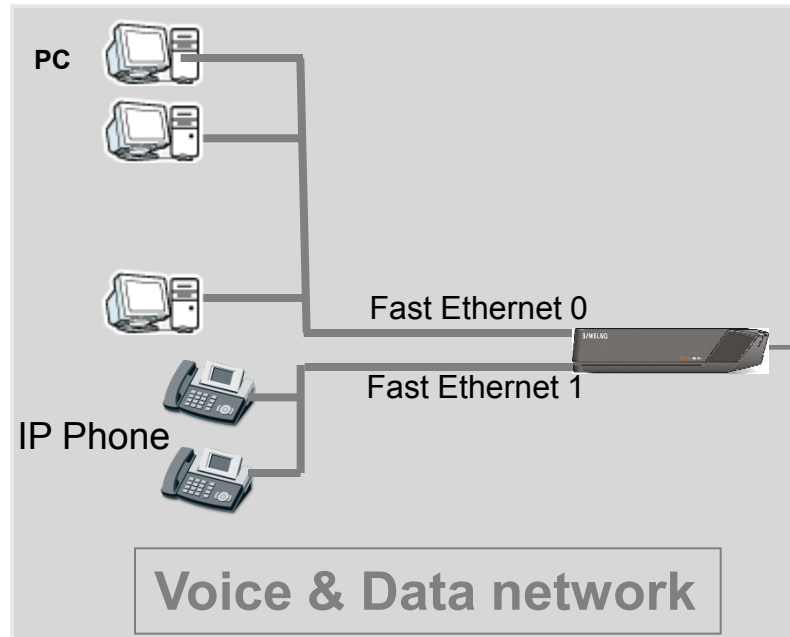 PC
Fast Ethernet 0
Fast Ethernet 1
IP Phone
Voice & Data network